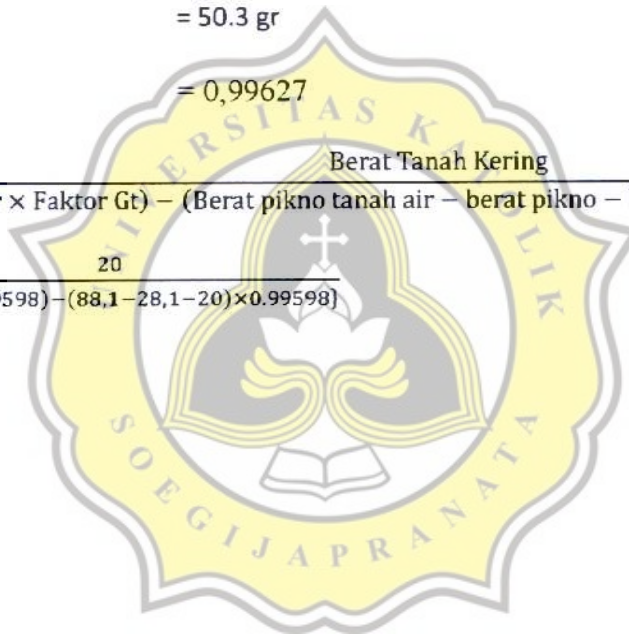 = 50.3 gr
= 0,99627
Berat Tanah Kering
× Faktor Gt) − (Berat pikno tanah air − berat pikno −
20
598)−(88,1−28,1−20)×0.99598}
UNIVERSITAS KATOLIK
SOEGIJAPRANATA